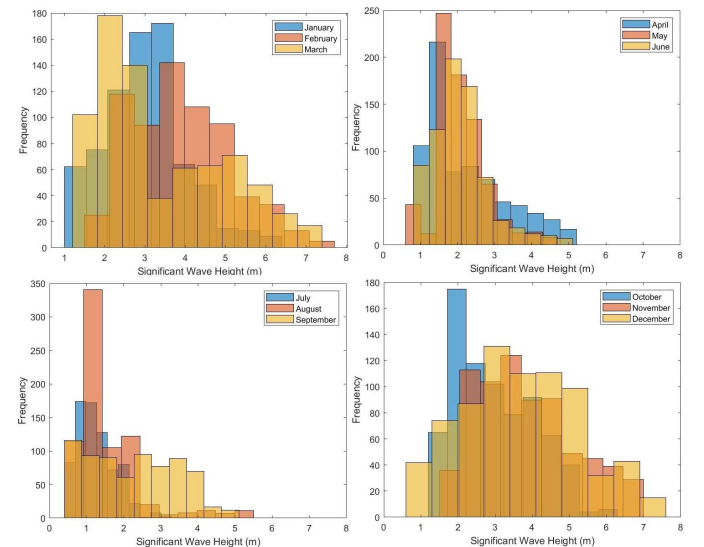 180
160
140
120
100
80
60
40
20
0
Frequency
1 2 3 4 5 6 7 8
Significant Wave Height (m)
January
February
March
250
200
150
100
50
0
Frequency
0 1 2 3 4 5 6 7 8
Significant Wave Height (m)
April
May
June
350
300
250
200
150
100
50
0
Frequency
0 1 2 3 4 5 6 7 8
Significant Wave Height (m)
July
August
September
180
160
140
120
100
80
60
40
20
0
Frequency
0 1 2 3 4 5 6 7 8
Significant Wave Height (m)
October
November
December